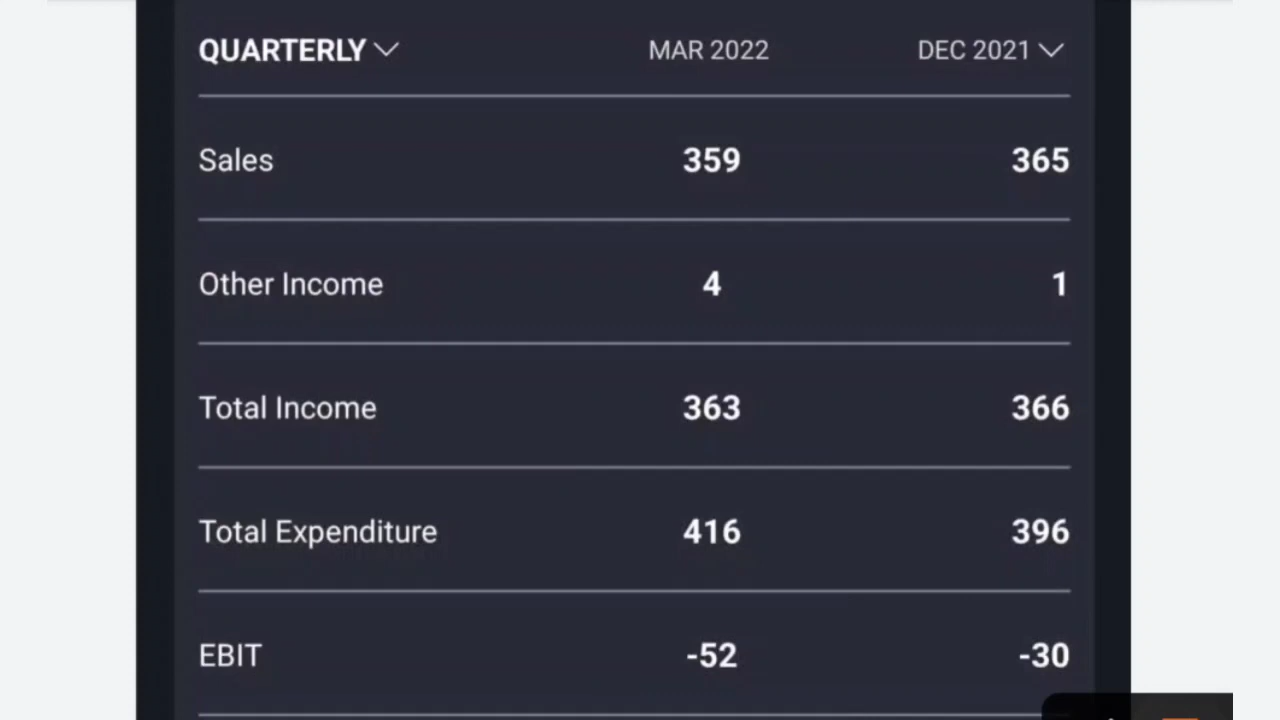 QUARTERLY MAR 2022 DEC 2021
Sales 359 365
Other Income 4 1
Total Income 363 366
Total Expenditure 416 396
EBIT -52 -30